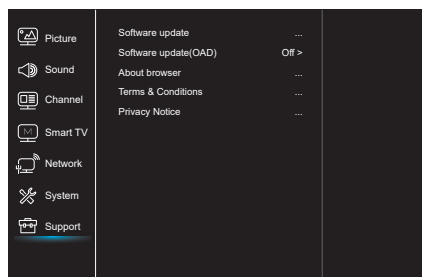 Picture
Sound
Channel
M
Smart TV
Network
System
Support
Software update ...
Software update(OAD) Off >
About browser ...
Terms & Conditions ...
Privacy Notice ...